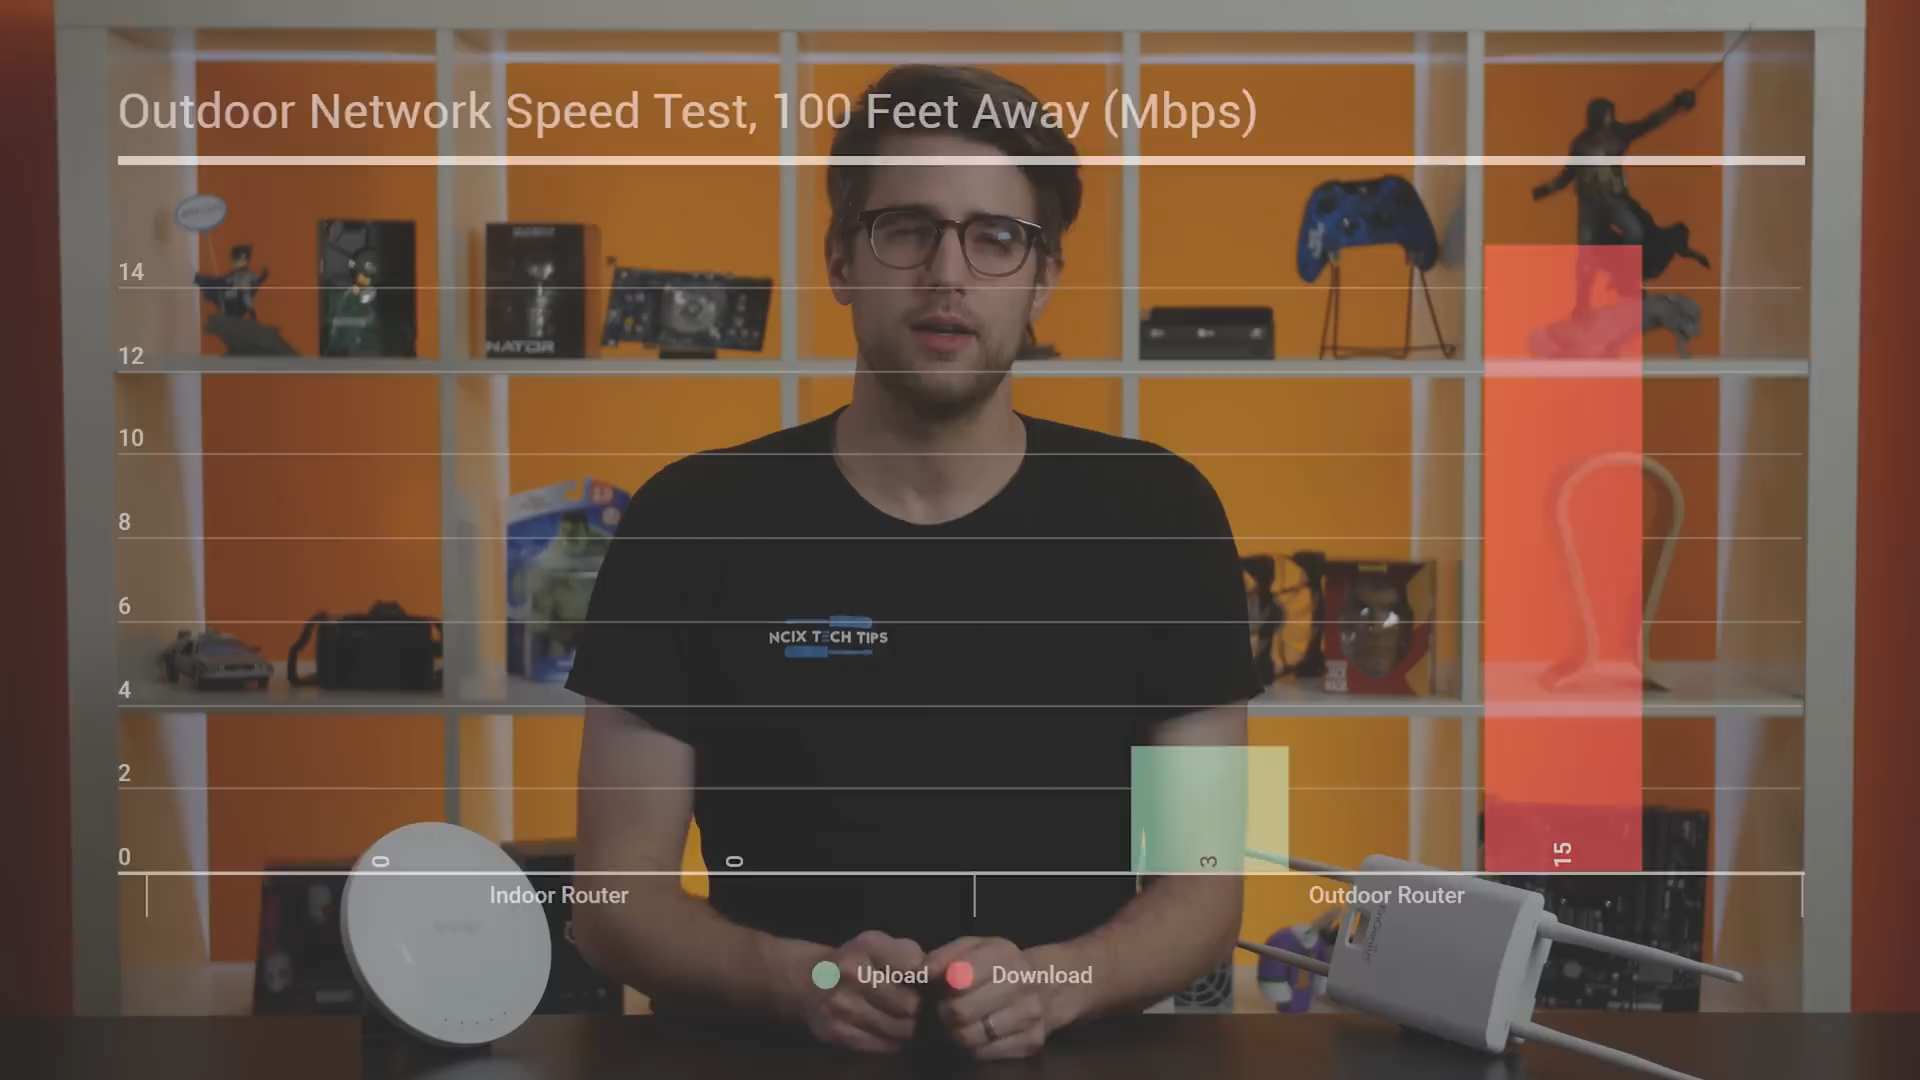 Outdoor Network Speed Test, 100 Feet Away (Mbps)
14
12
10
8
6
4
2
0
0
0
3
15
Indoor Router
Outdoor Router
Upload
Download
NCIX TECH TIPS
NATOR
EnGenius